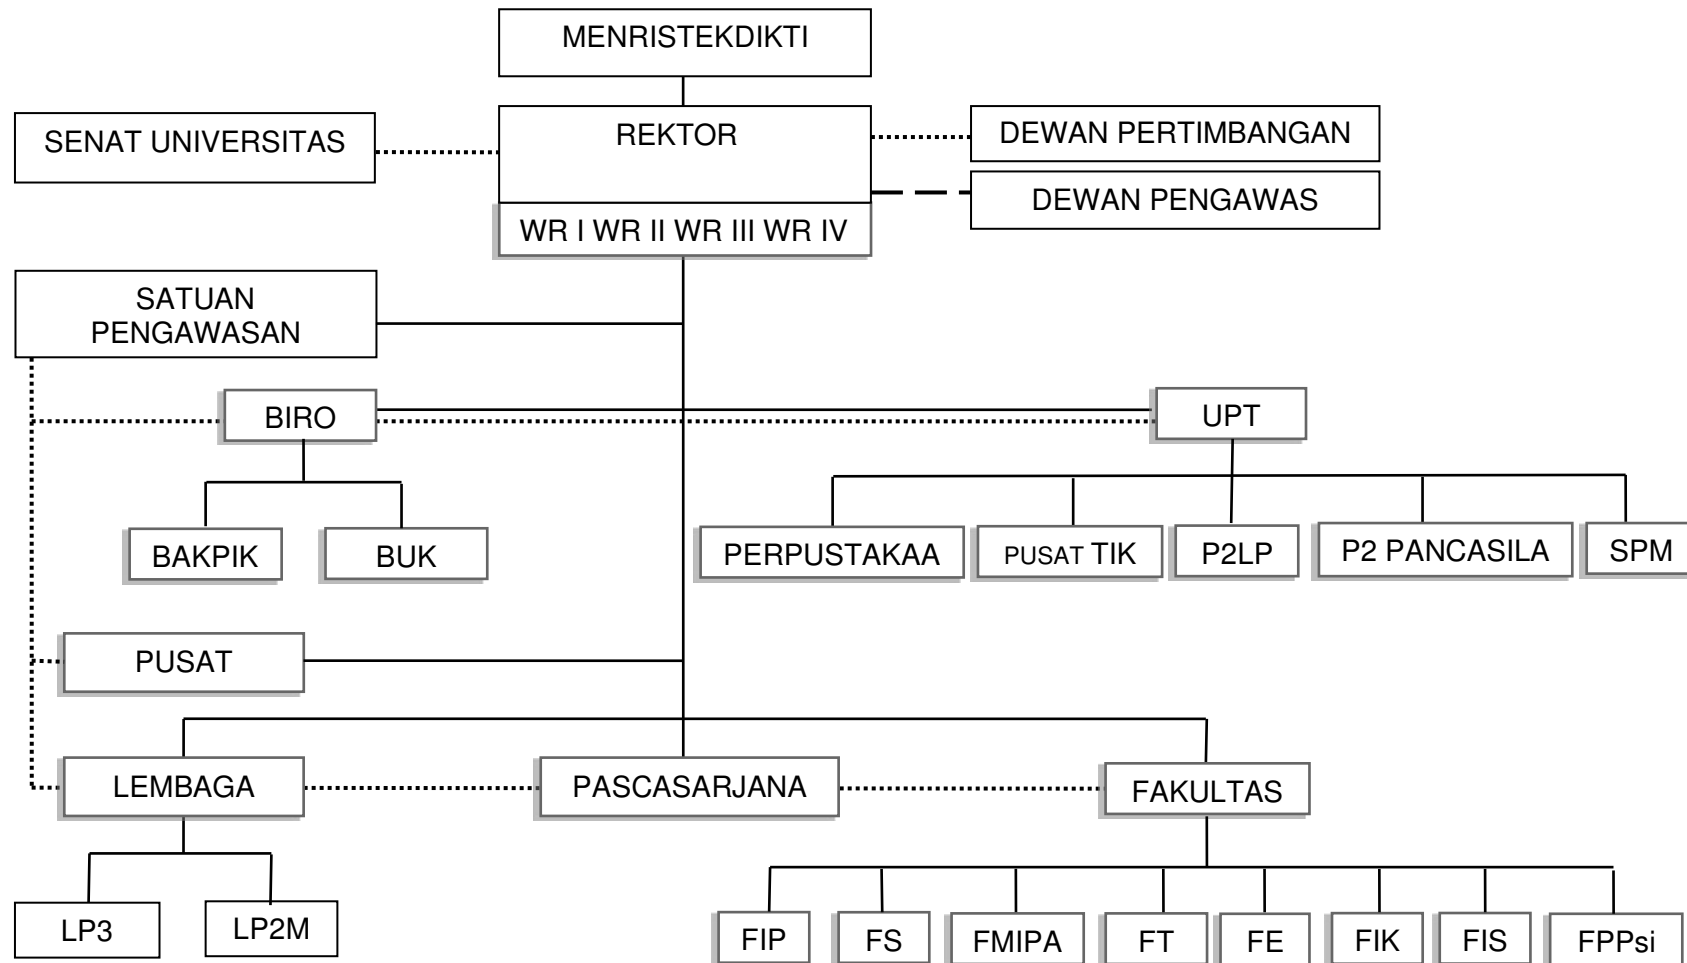 MENRISTEKDIKTI
SENAT UNIVERSITAS
REKTOR
DEWAN PERTIMBANGAN
DEWAN PENGAWAS
WR I WR II WR III WR IV
SATUAN
PENGAWASAN
BIRO
UPT
BAKPIK
BUK
PERPUSTAKAA
PUSAT TIK
P2LP
P2 PANCASILA
SPM
PUSAT
LEMBAGA
PASCASARJANA
FAKULTAS
LP3
LP2M
FIP
FS
FMIPA
FT
FE
FIK
FIS
FPPsi